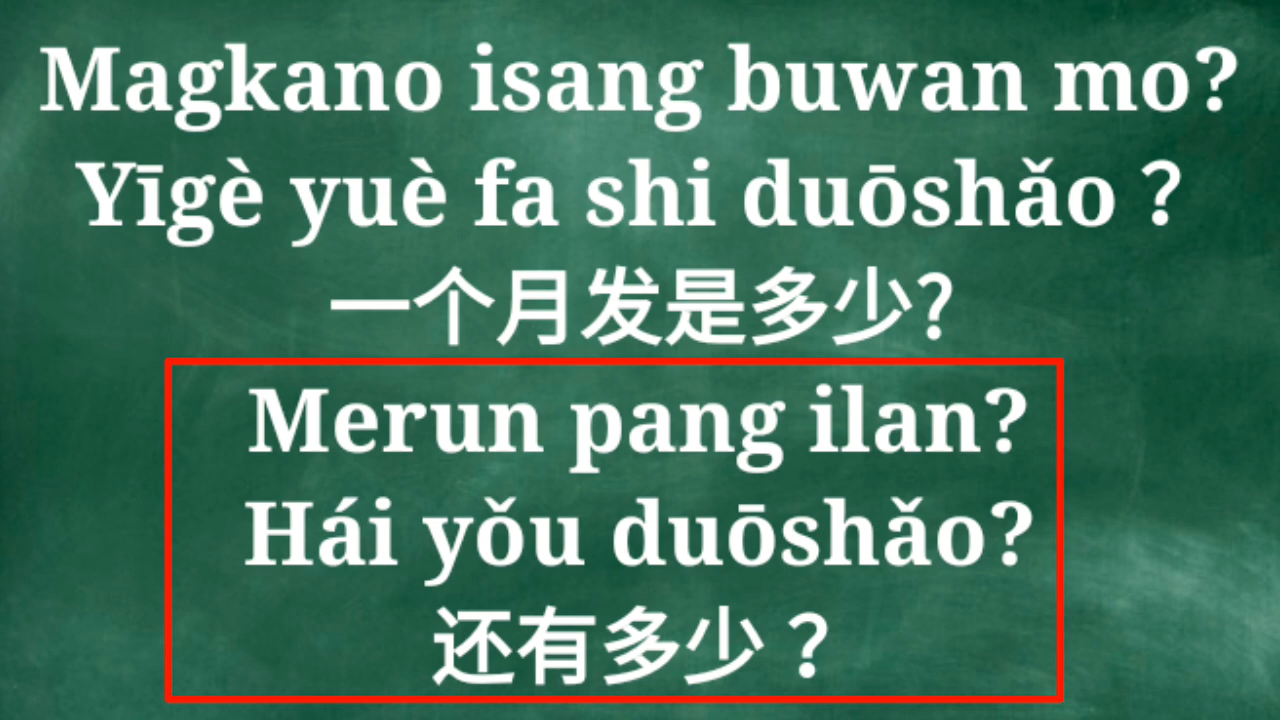 Magkano isang buwan mo?
Yīgè yuè fa shi duōshǎo？
一个月发是多少?
Merun pang ilan?
Hái yǒu duōshǎo?
还有多少？